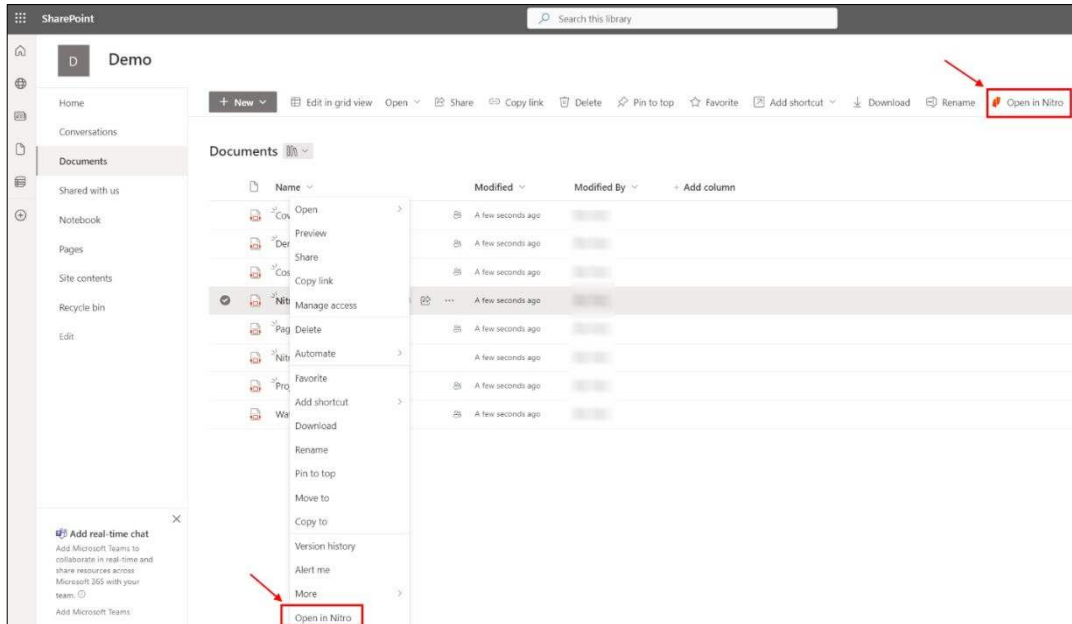 SharePoint
Search this library
D
Demo
Home
Conversations
Documents
Shared with us
Notebook
Pages
Site contents
Recycle bin
Edit
+ New
Edit in grid view
Open
Share
Copy link
Delete
Pin to top
Favorite
Add shortcut
Download
Rename
Open in Nitro
Documents
Name
Modified
Modified By
+ Add column
A few seconds ago
A few seconds ago
A few seconds ago
A few seconds ago
A few seconds ago
A few seconds ago
A few seconds ago
A few seconds ago
Open
Preview
Share
Copy link
Manage access
Delete
Automate
Favorite
Add shortcut
Download
Rename
Pin to top
Move to
Copy to
Version history
Alert me
More
Open in Nitro
Add real-time chat
Add Microsoft Teams to
collaborate in real-time and
share resources across
Microsoft 365 with your
team.
Add Microsoft Teams